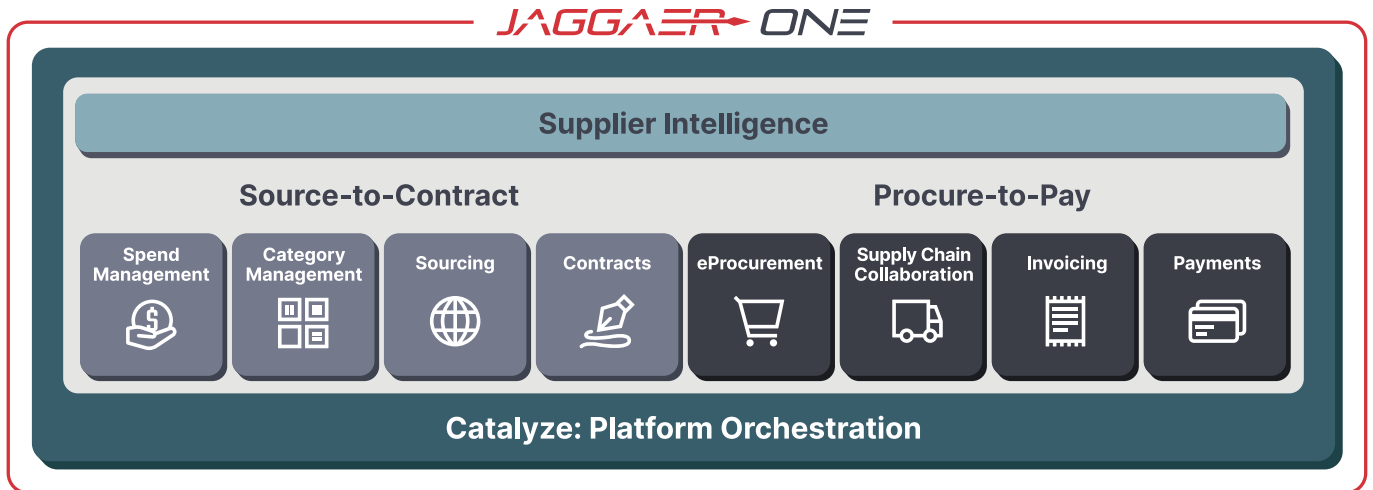 JAGGAER ONE
Supplier Intelligence
Source-to-Contract
Procure-to-Pay
Spend
Management
Category
Management
Sourcing
Contracts
eProcurement
Supply Chain
Collaboration
Invoicing
Payments
Catalyze: Platform Orchestration